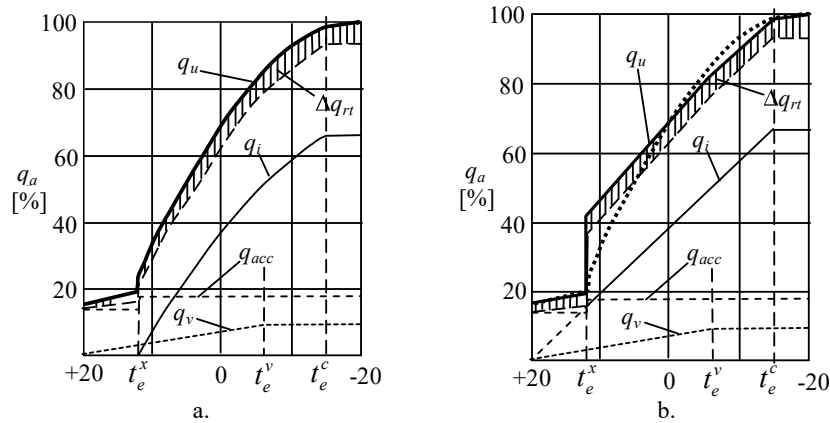 100
80
60
40
20
q_a
[%]
q_u
Δq_rt
q_i
q_acc
q_v
+20
t_e^x
0
t_e^v
t_e^c
-20
a.
100
80
60
40
20
q_a
[%]
q_u
Δq_rt
q_i
q_acc
q_v
+20
t_e^x
0
t_e^v
t_e^c
-20
b.